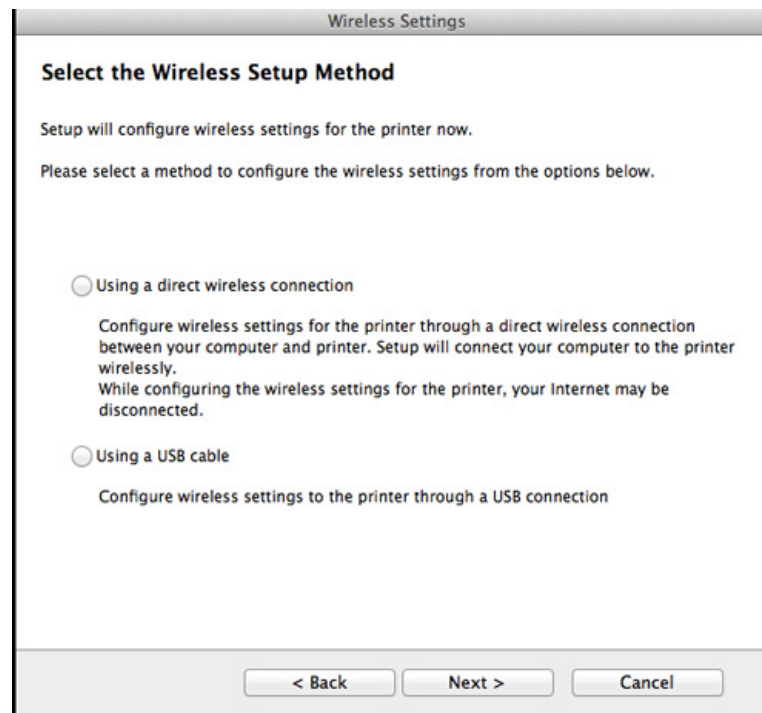 Wireless Settings
Select the Wireless Setup Method
Setup will configure wireless settings for the printer now.
Please select a method to configure the wireless settings from the options below.
Using a direct wireless connection
Configure wireless settings for the printer through a direct wireless connection
between your computer and printer. Setup will connect your computer to the printer
wirelessly.
While configuring the wireless settings for the printer, your Internet may be
disconnected.
Using a USB cable
Configure wireless settings to the printer through a USB connection
< Back Next > Cancel